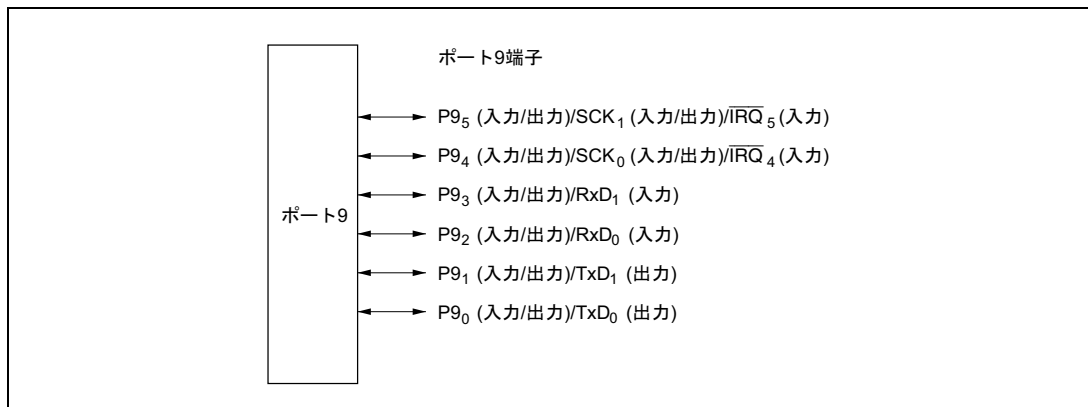 ポート9端子
P9₅ (入力/出力)/SCK₁ (入力/出力)/I̅R̅Q̅₅ (入力)
P9₄ (入力/出力)/SCK₀ (入力/出力)/I̅R̅Q̅₄ (入力)
P9₃ (入力/出力)/RxD₁ (入力)
ポート9
P9₂ (入力/出力)/RxD₀ (入力)
P9₁ (入力/出力)/TxD₁ (出力)
P9₀ (入力/出力)/TxD₀ (出力)